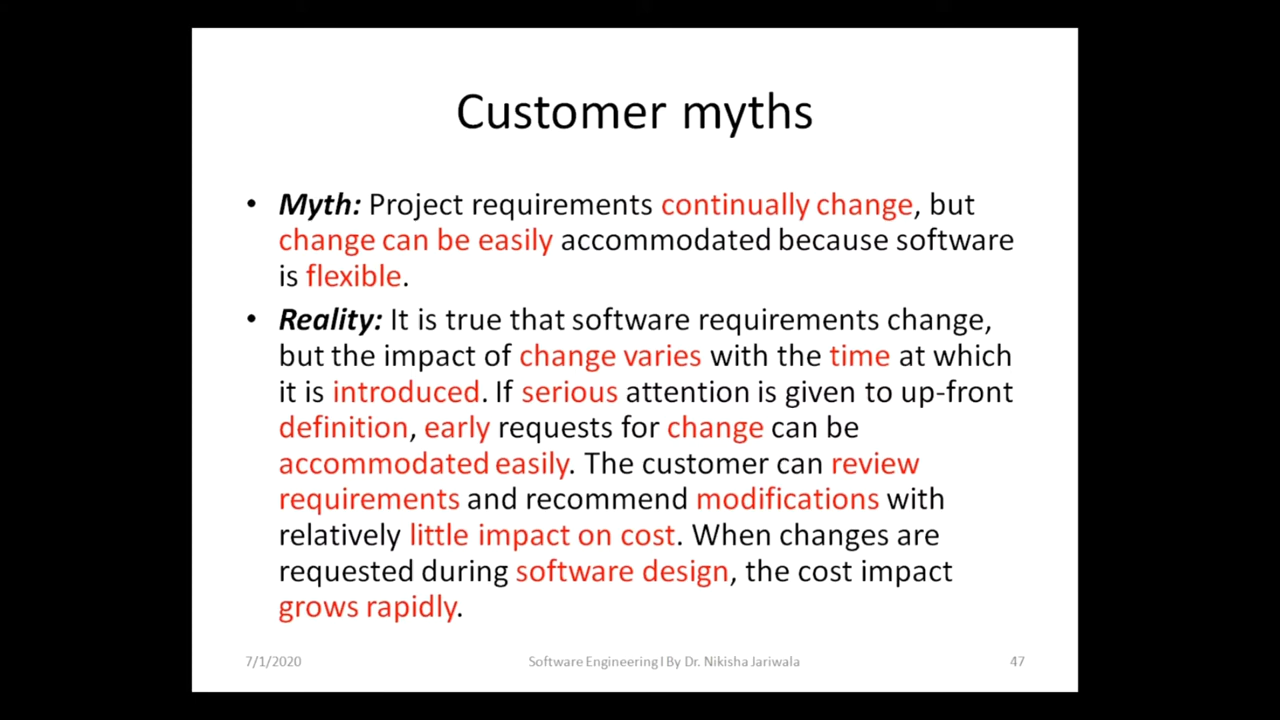 Customer myths
• Myth: Project requirements continually change, but
change can be easily accommodated because software
is flexible.
• Reality: It is true that software requirements change,
but the impact of change varies with the time at which
it is introduced. If serious attention is given to up-front
definition, early requests for change can be
accommodated easily. The customer can review
requirements and recommend modifications with
relatively little impact on cost. When changes are
requested during software design, the cost impact
grows rapidly.
7/1/2020 Software Engineering I By Dr. Nikisha Jariwala 47